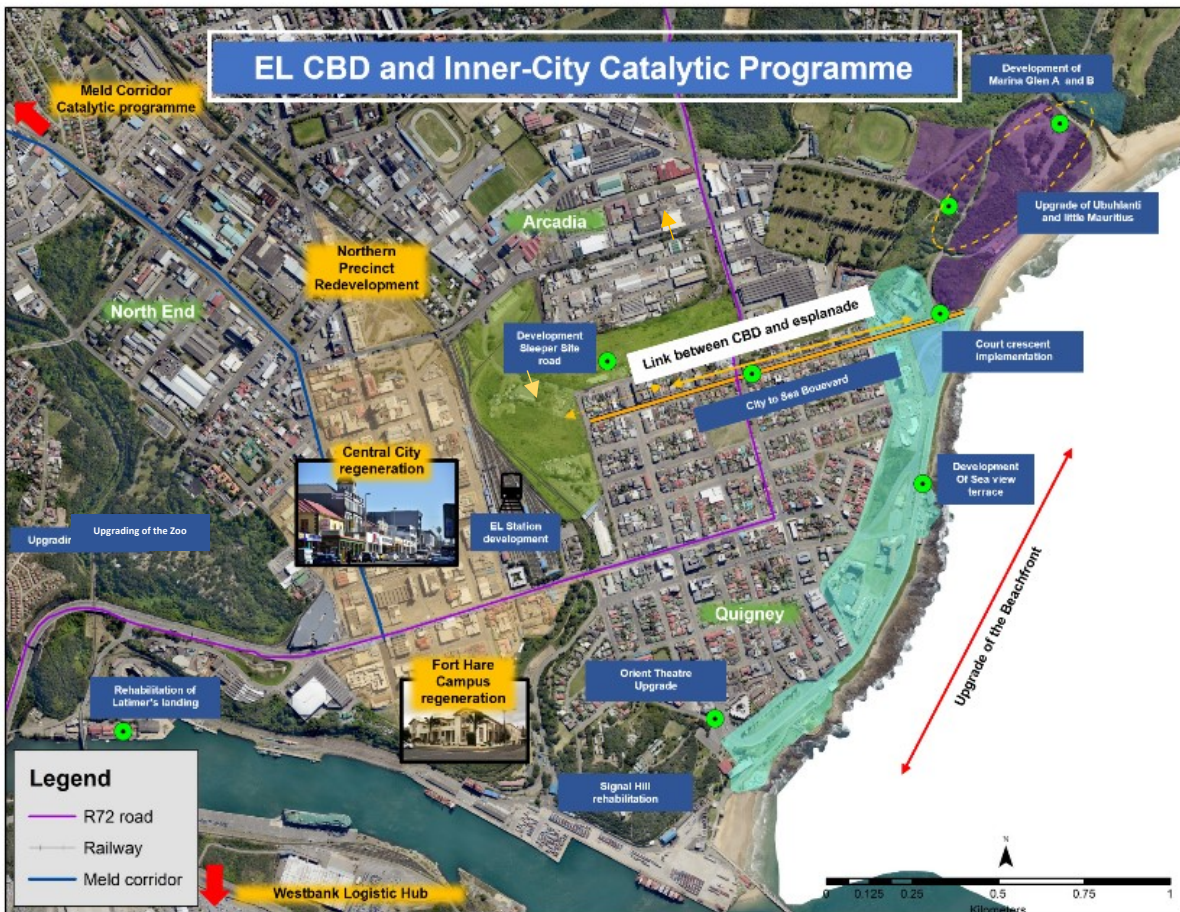 EL CBD and Inner-City Catalytic Programme
Meld Corridor
Catalytic programme
Development of
Marina Glen A and B
Upgrade of Ubuhlanti
and little Mauritius
Arcadia
Northern
Precinct
Redevelopment
North End
Development
Sleeper Site
road
Link between CBD and esplanade
Court crescent
implementation
City to Sea Bouevard
Central City
regeneration
Development
Of Sea view
terrace
EL Station
development
Upgradin
Upgrading of the Zoo
Quigney
Upgrade of the Beachfront
Fort Hare
Campus
regeneration
Orient Theatre
Upgrade
Rehabilitation of
Latimer's landing
Signal Hill
rehabilitation
Legend
R72 road
Railway
Meld corridor
Westbank Logistic Hub
N
0 0.125 0.25 0.5 0.75 1
Kilometers